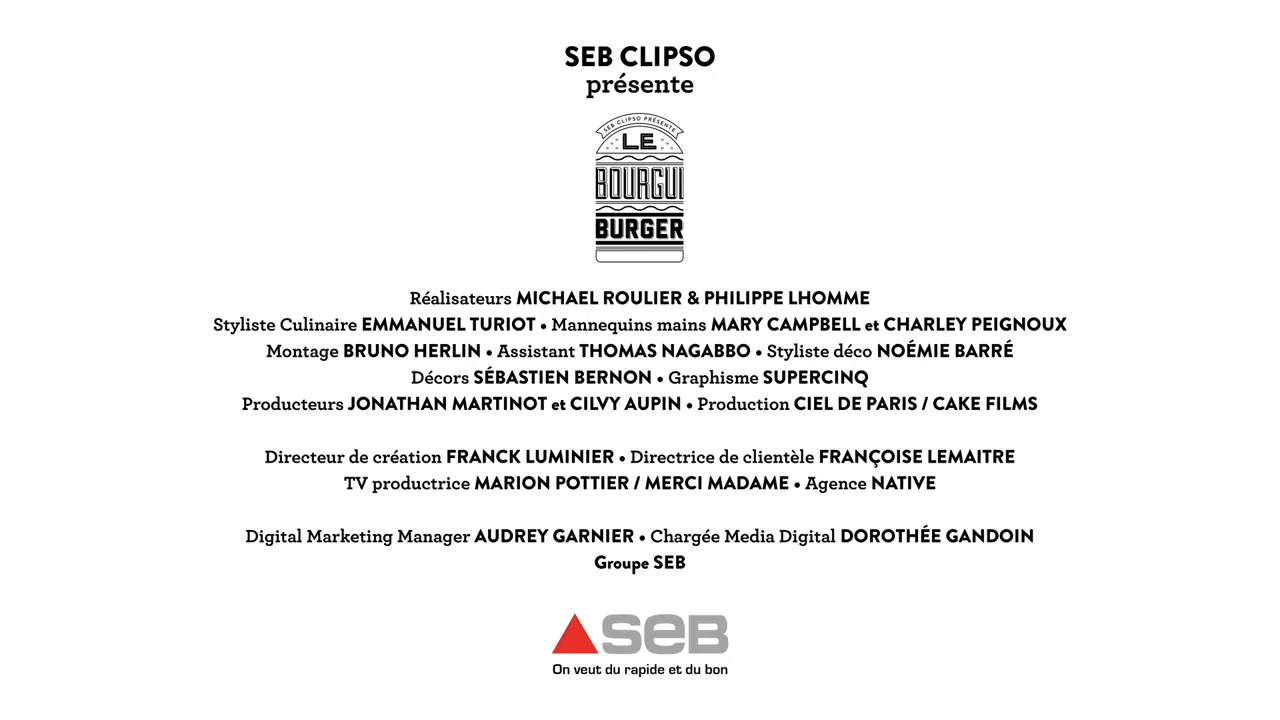 SEB CLIPSO
présente
SEB CLIPSO PRÉSENTE
LE
BOURGUI
BURGER
Réalisateurs MICHAEL ROULIER & PHILIPPE LHOMME
Styliste Culinaire EMMANUEL TURIOT • Mannequins mains MARY CAMPBELL et CHARLEY PEIGNOUX
Montage BRUNO HERLIN • Assistant THOMAS NAGABBO • Styliste déco NOÉMIE BARRÉ
Décors SÉBASTIEN BERNON • Graphisme SUPERCINQ
Producteurs JONATHAN MARTINOT et CILVY AUPIN • Production CIEL DE PARIS / CAKE FILMS
Directeur de création FRANCK LUMINIER • Directrice de clientèle FRANÇOISE LEMAITRE
TV productrice MARION POTTIER / MERCI MADAME • Agence NATIVE
Digital Marketing Manager AUDREY GARNIER • Chargée Media Digital DOROTHÉE GANDOIN
Groupe SEB
SEB
On veut du rapide et du bon